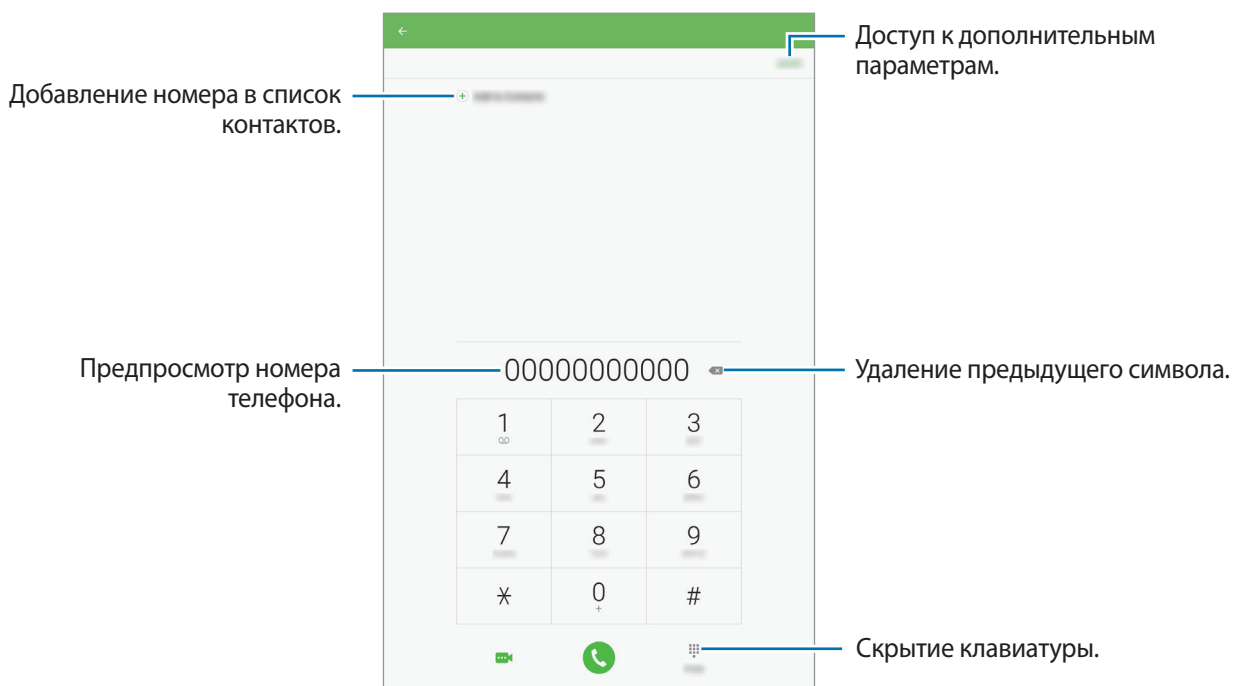 Доступ к дополнительным
параметрам.
Добавление номера в список
контактов.
Предпросмотр номера
телефона.
00000000000
Удаление предыдущего символа.
1 2 3
4 5 6
7 8 9
* 0 #
+
Скрытие клавиатуры.